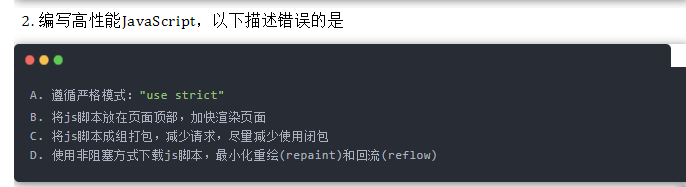 2. 编写高性能JavaScript，以下描述错误的是
A. 遵循严格模式："use strict"
B. 将js脚本放在页面顶部，加快渲染页面
C. 将js脚本成组打包，减少请求，尽量减少使用闭包
D. 使用非阻塞方式下载js脚本，最小化重绘(repaint)和回流(reflow)